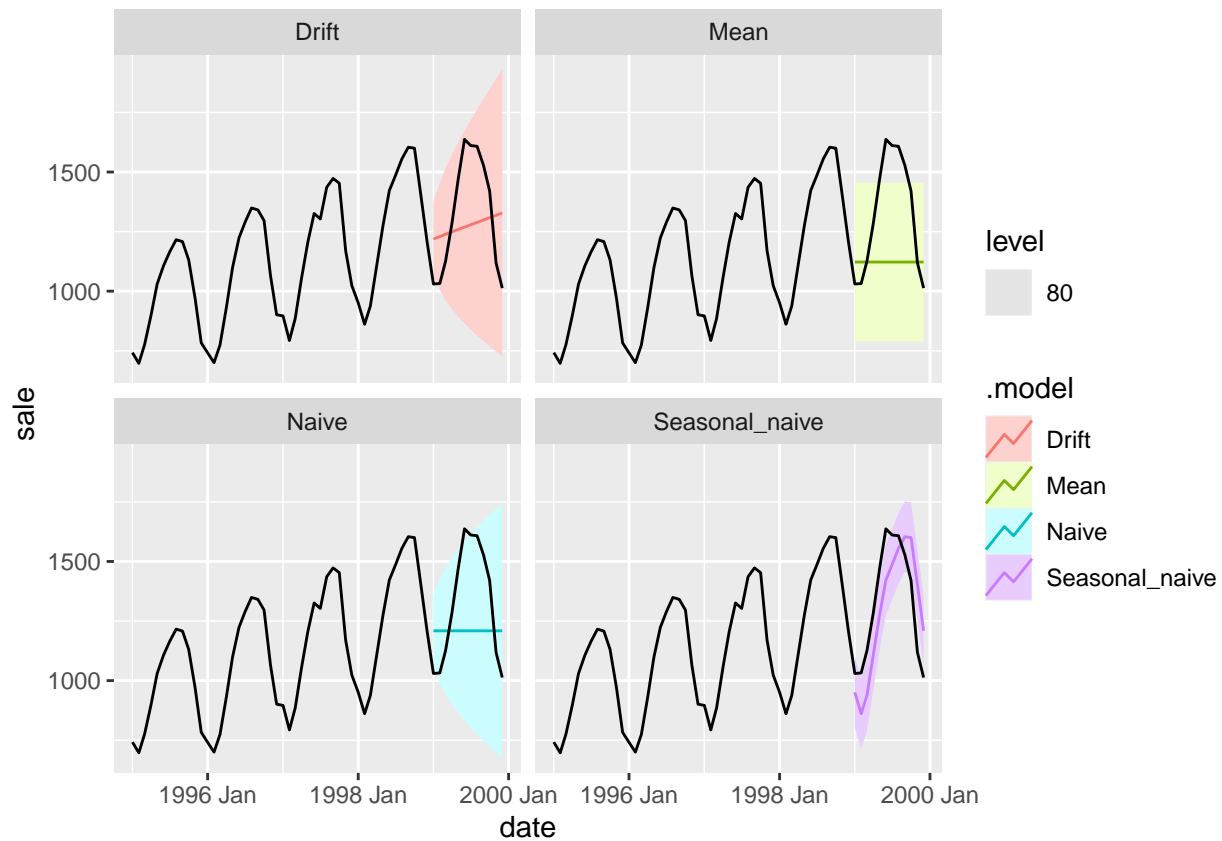 Drift
Mean
1500
1000
Naive
Seasonal_naive
1500
1000
sale
1996 Jan
1998 Jan
2000 Jan
1996 Jan
1998 Jan
2000 Jan
date
level
80
.model
Drift
Mean
Naive
Seasonal_naive